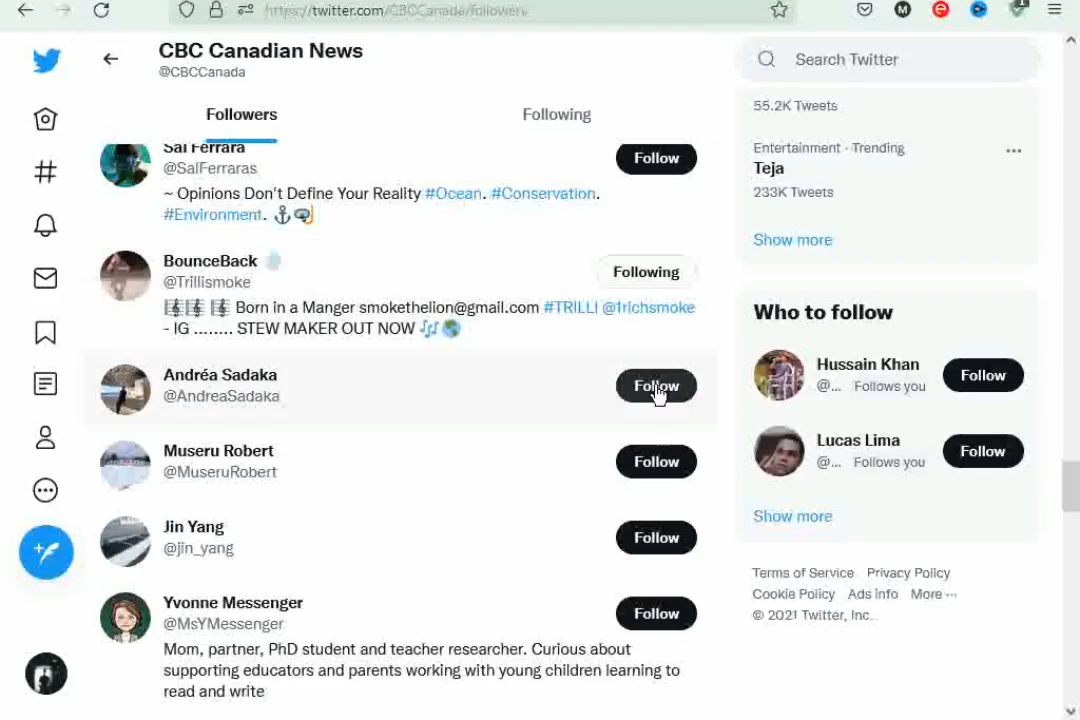 https://twitter.com/CBCCanada/followers
M
e
1
CBC Canadian News
@CBCCanada
Followers
Following
Sal Ferrara
@SalFerraras
Follow
~ Opinions Don't Define Your Reality #Ocean. #Conservation.
#Environment.
BounceBack
@Trillismoke
Following
Born in a Manger smokethelion@gmail.com #TRILLI @1richsmoke
- IG ........ STEW MAKER OUT NOW
Andréa Sadaka
@AndreaSadaka
Follow
Museru Robert
@MuseruRobert
Follow
Jin Yang
@jin_yang
Follow
Yvonne Messenger
@MsYMessenger
Follow
Mom, partner, PhD student and teacher researcher. Curious about
supporting educators and parents working with young children learning to
read and write
Search Twitter
55.2K Tweets
Entertainment · Trending
Teja
233K Tweets
Show more
Who to follow
Hussain Khan
@... Follows you
Follow
Lucas Lima
@... Follows you
Follow
Show more
Terms of Service Privacy Policy
Cookie Policy Ads info More ···
© 2021 Twitter, Inc.